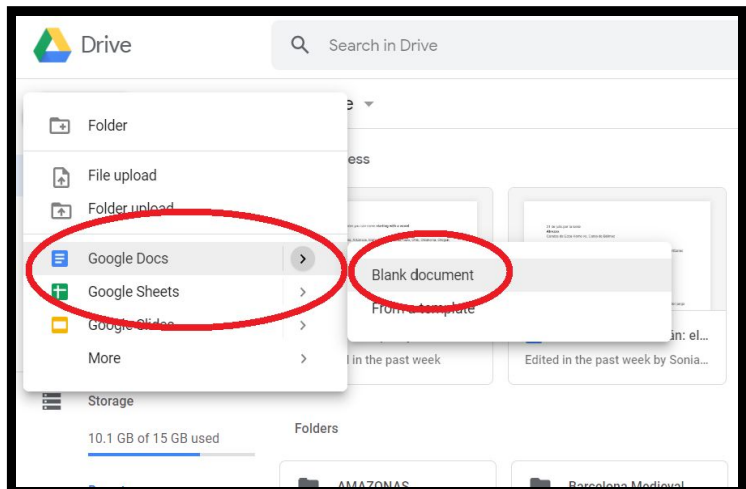 Drive
Search in Drive
Folder
File upload
Folder upload
Google Docs
Google Sheets
Google Slides
More
Blank document
From a template
in the past week
Edited in the past week by Sonia...
Storage
10.1 GB of 15 GB used
Folders
AMAZONAS
Barcelona Medieval